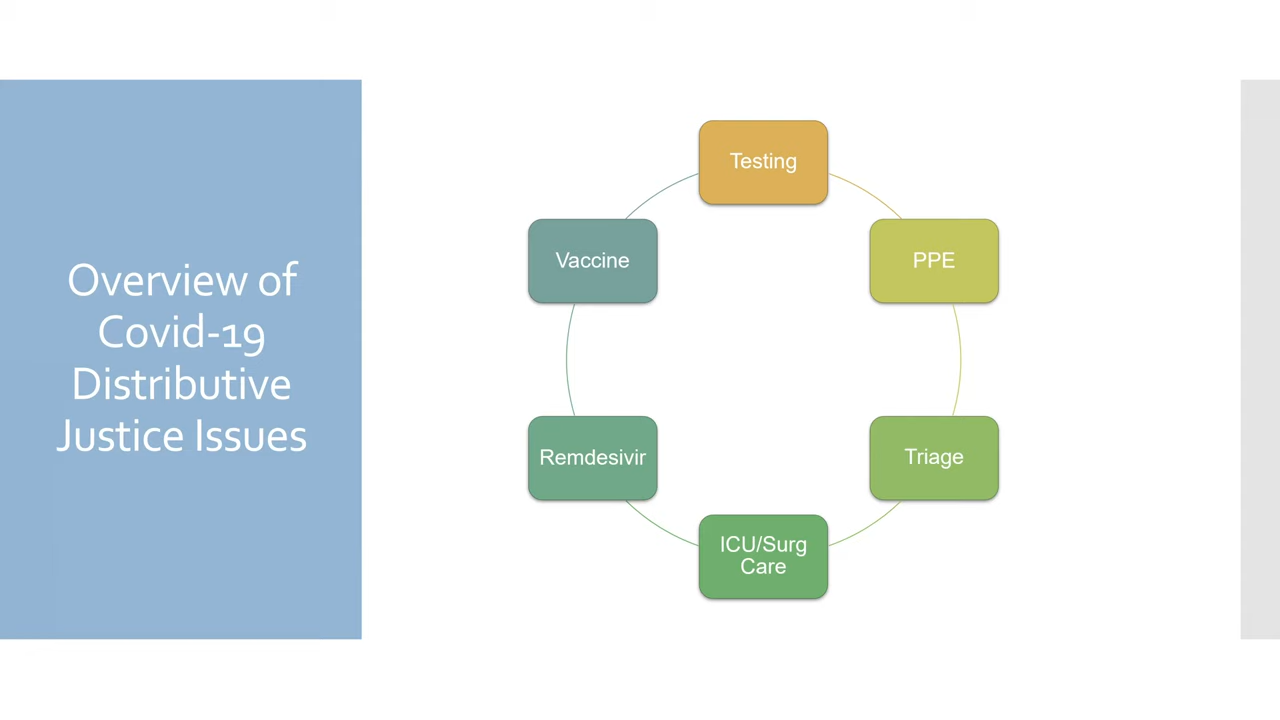 Overview of
Covid-19
Distributive
Justice Issues
Testing
PPE
Triage
ICU/Surg
Care
Remdesivir
Vaccine